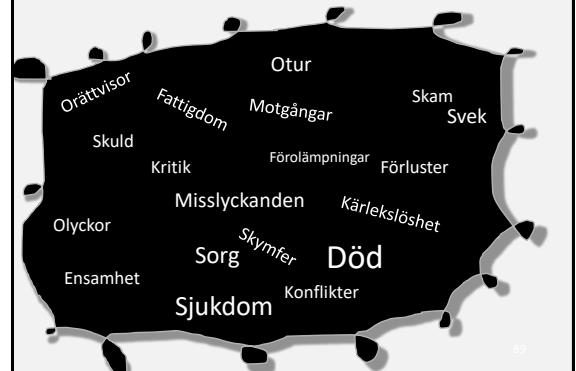 Otur
Orättvisor
Fattigdom
Motgångar
Skam
Svek
Skuld
Kritik
Förolämpningar
Förluster
Misslyckanden
Kärlekslöshet
Olyckor
Skymfer
Sorg
Död
Ensamhet
Konflikter
Sjukdom
89